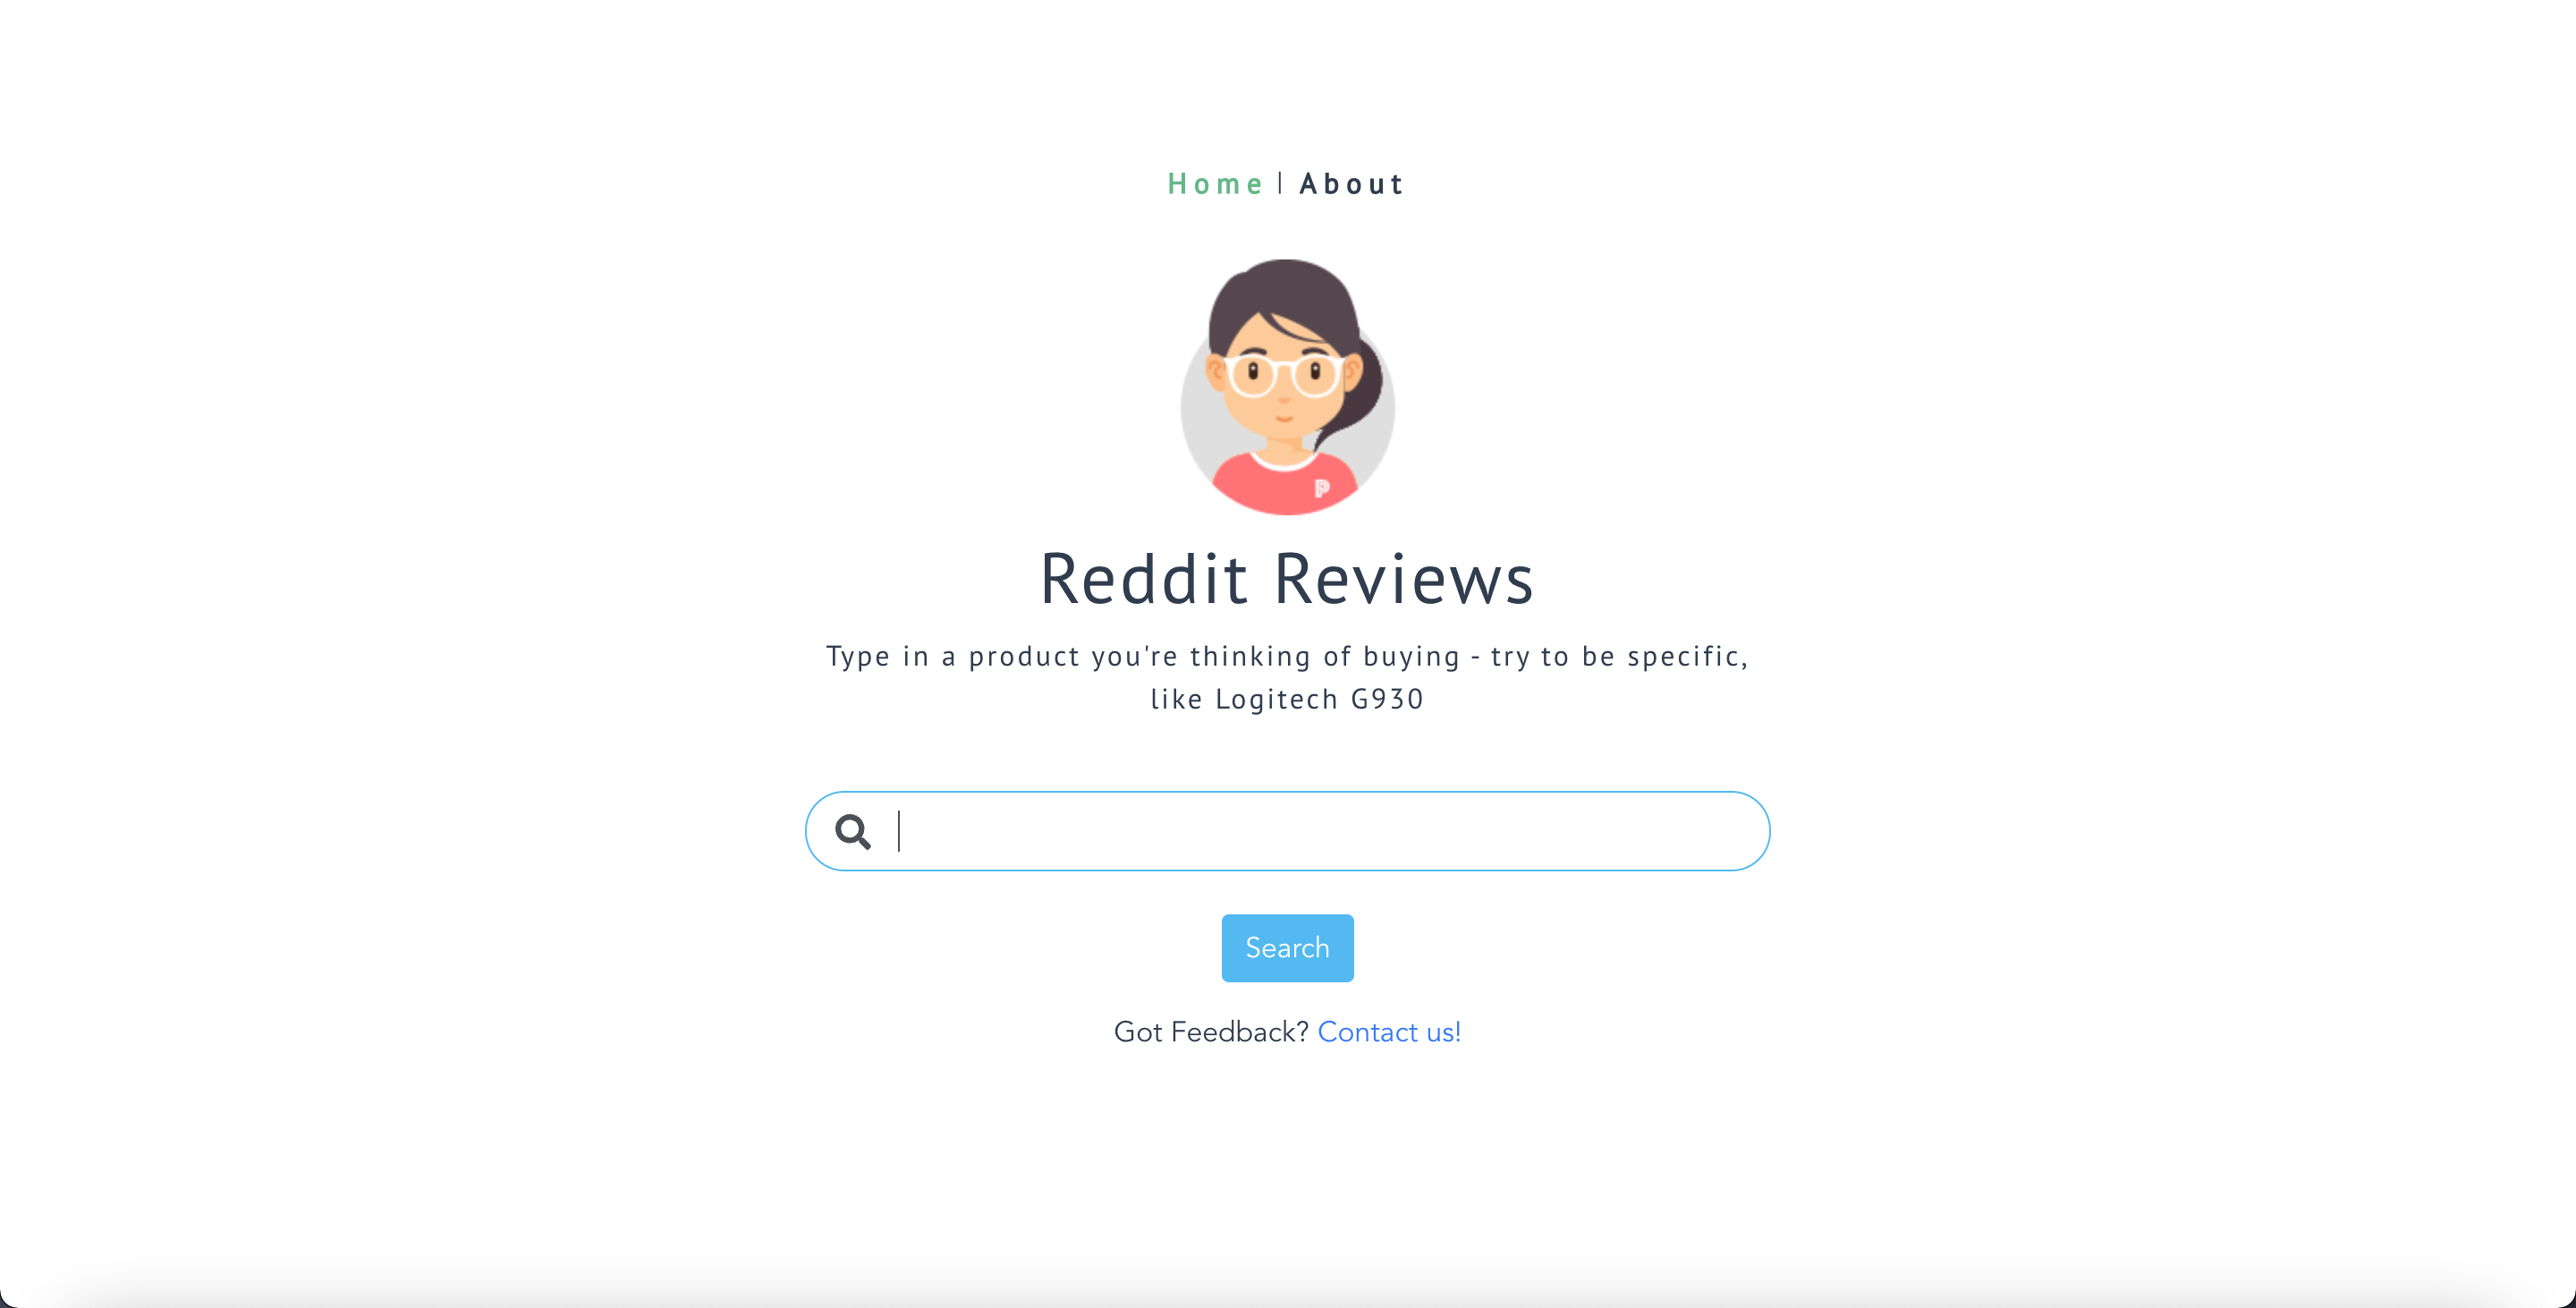 Home | About
P
Reddit Reviews
Type in a product you're thinking of buying - try to be specific,
like Logitech G930
Search
Got Feedback? Contact us!